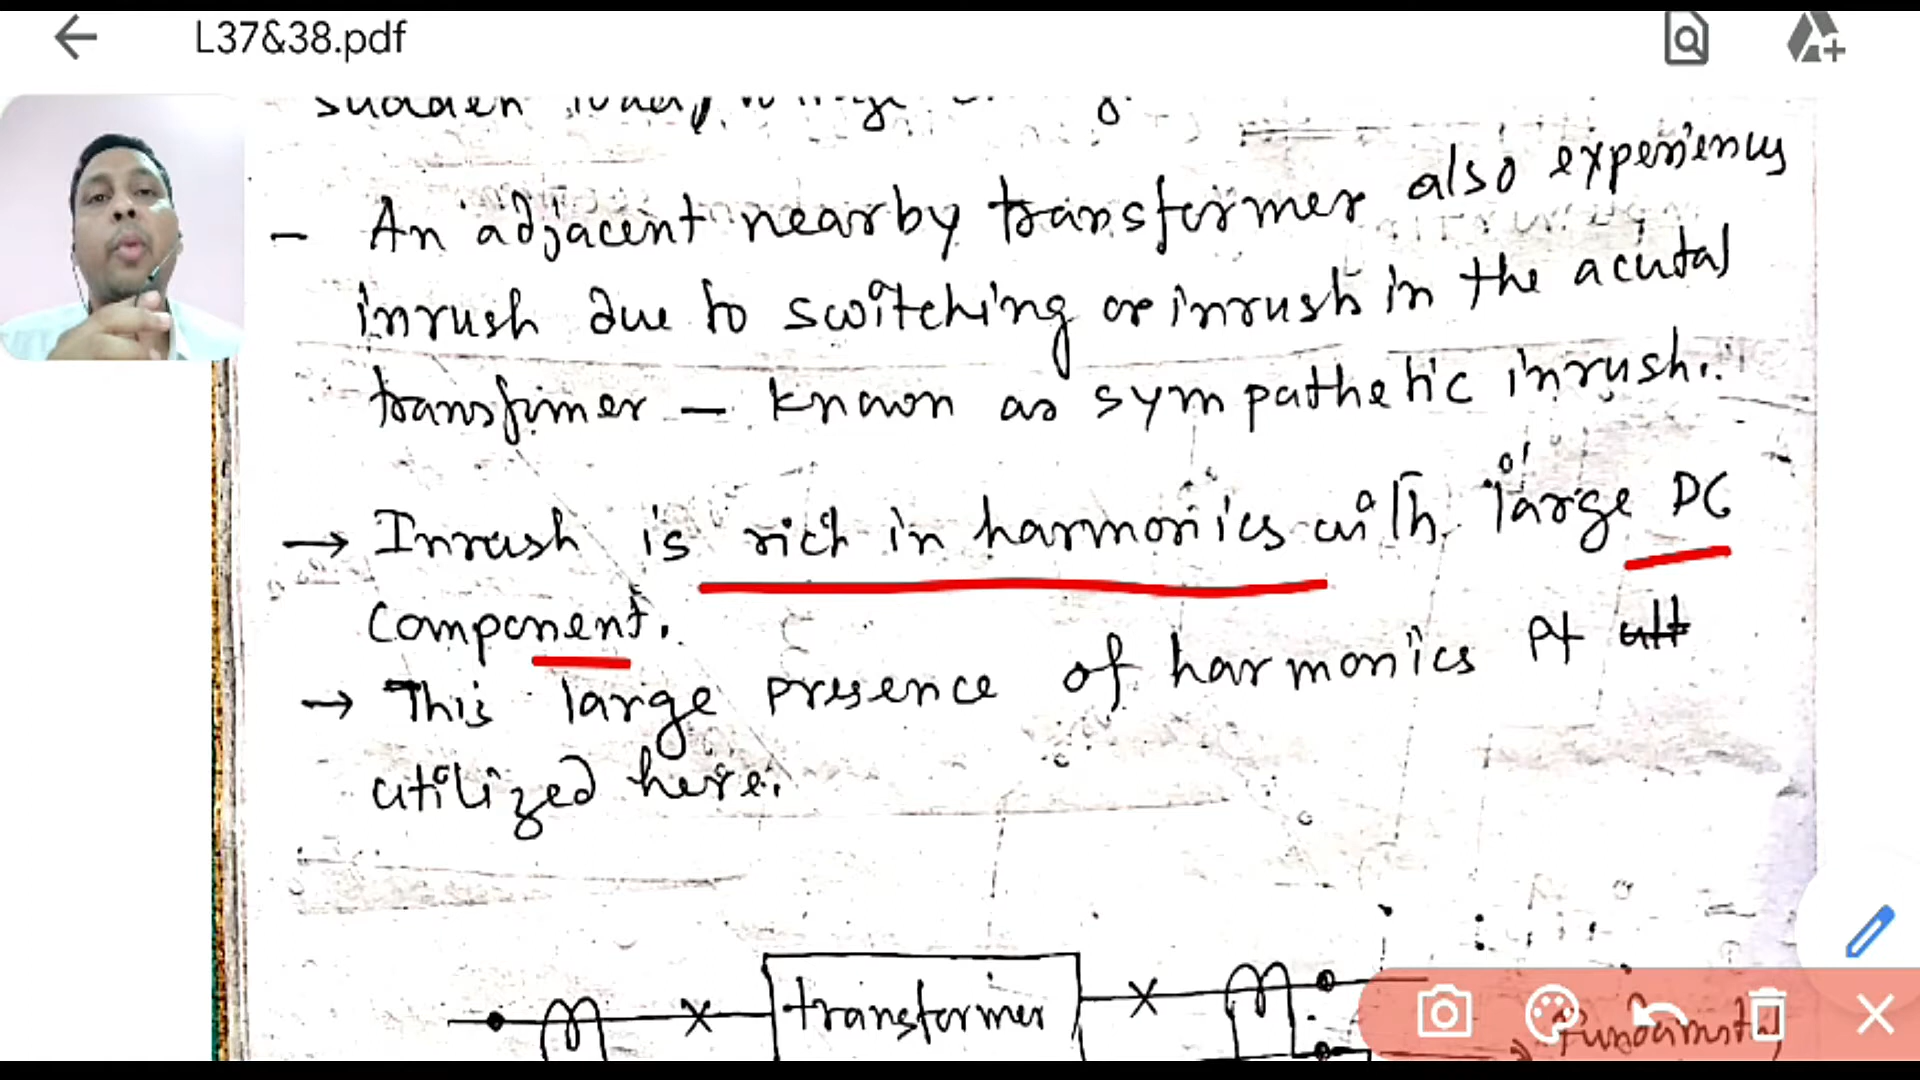 L37&38.pdf
sudden
- An adjacent nearby transformer also experiency
inrush due to switching or inrush in the acutal
transfimer - known as sympathetic inrush.
→ Inrush is rich in harmonics with large DC
component.
→ This large presence of harmonics
utilized here.
transformer